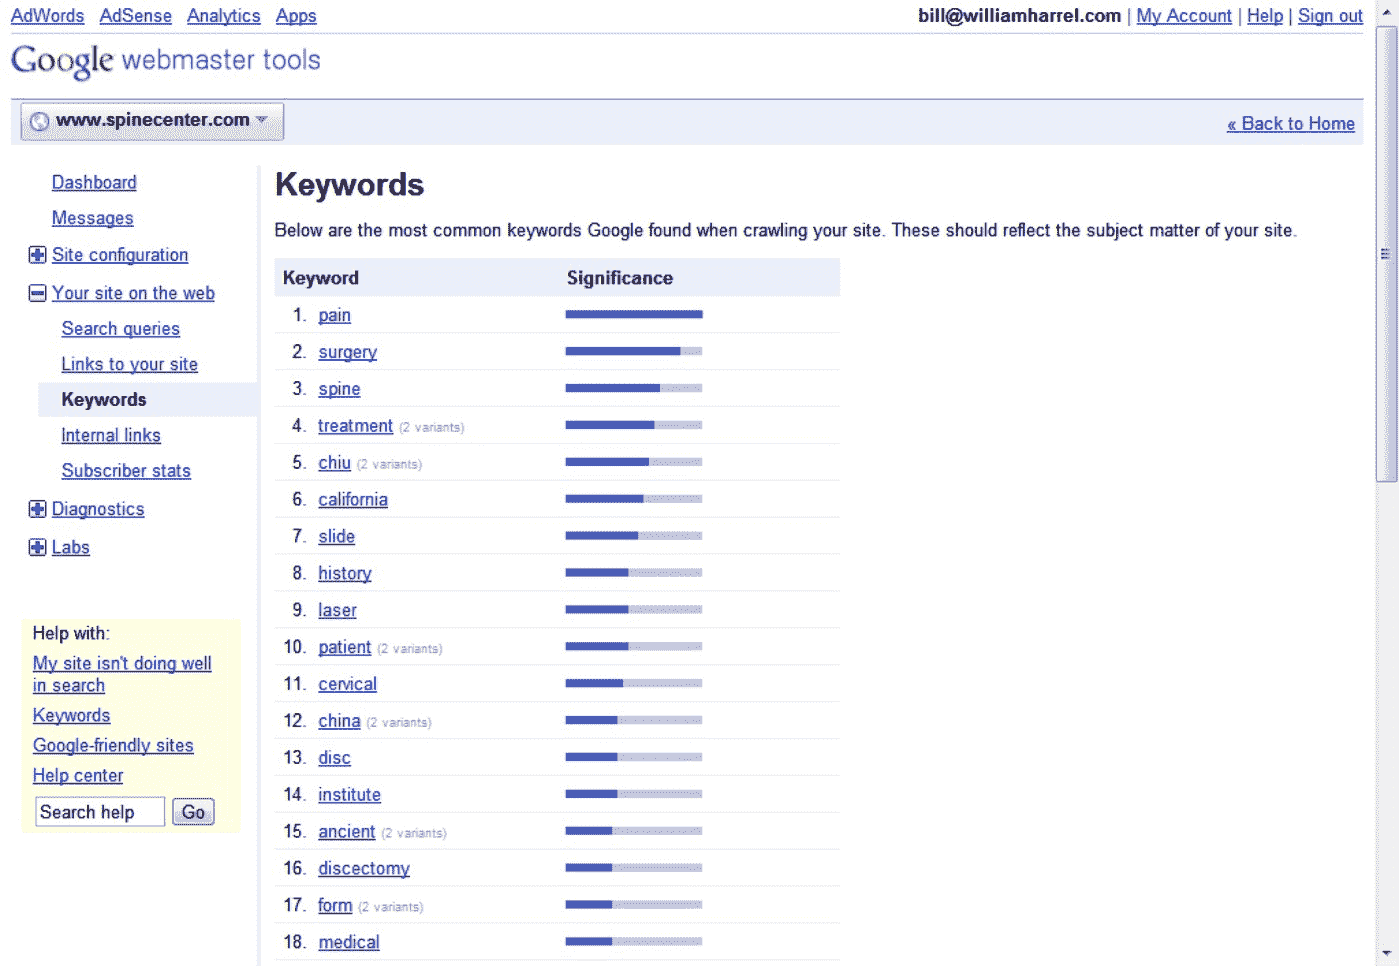 AdWords AdSense Analytics Apps bill@williamharrel.com | My Account | Help | Sign out
Google webmaster tools
www.spinecenter.com
« Back to Home
Dashboard
Messages
Site configuration
Your site on the web
Search queries
Links to your site
Keywords
Internal links
Subscriber stats
Diagnostics
Labs
Help with:
My site isn't doing well
in search
Keywords
Google-friendly sites
Help center
Search help Go
Keywords
Below are the most common keywords Google found when crawling your site. These should reflect the subject matter of your site.
Keyword Significance
1. pain
2. surgery
3. spine
4. treatment (2 variants)
5. chiu (2 variants)
6. california
7. slide
8. history
9. laser
10. patient (2 variants)
11. cervical
12. china (2 variants)
13. disc
14. institute
15. ancient (2 variants)
16. discectomy
17. form (2 variants)
18. medical